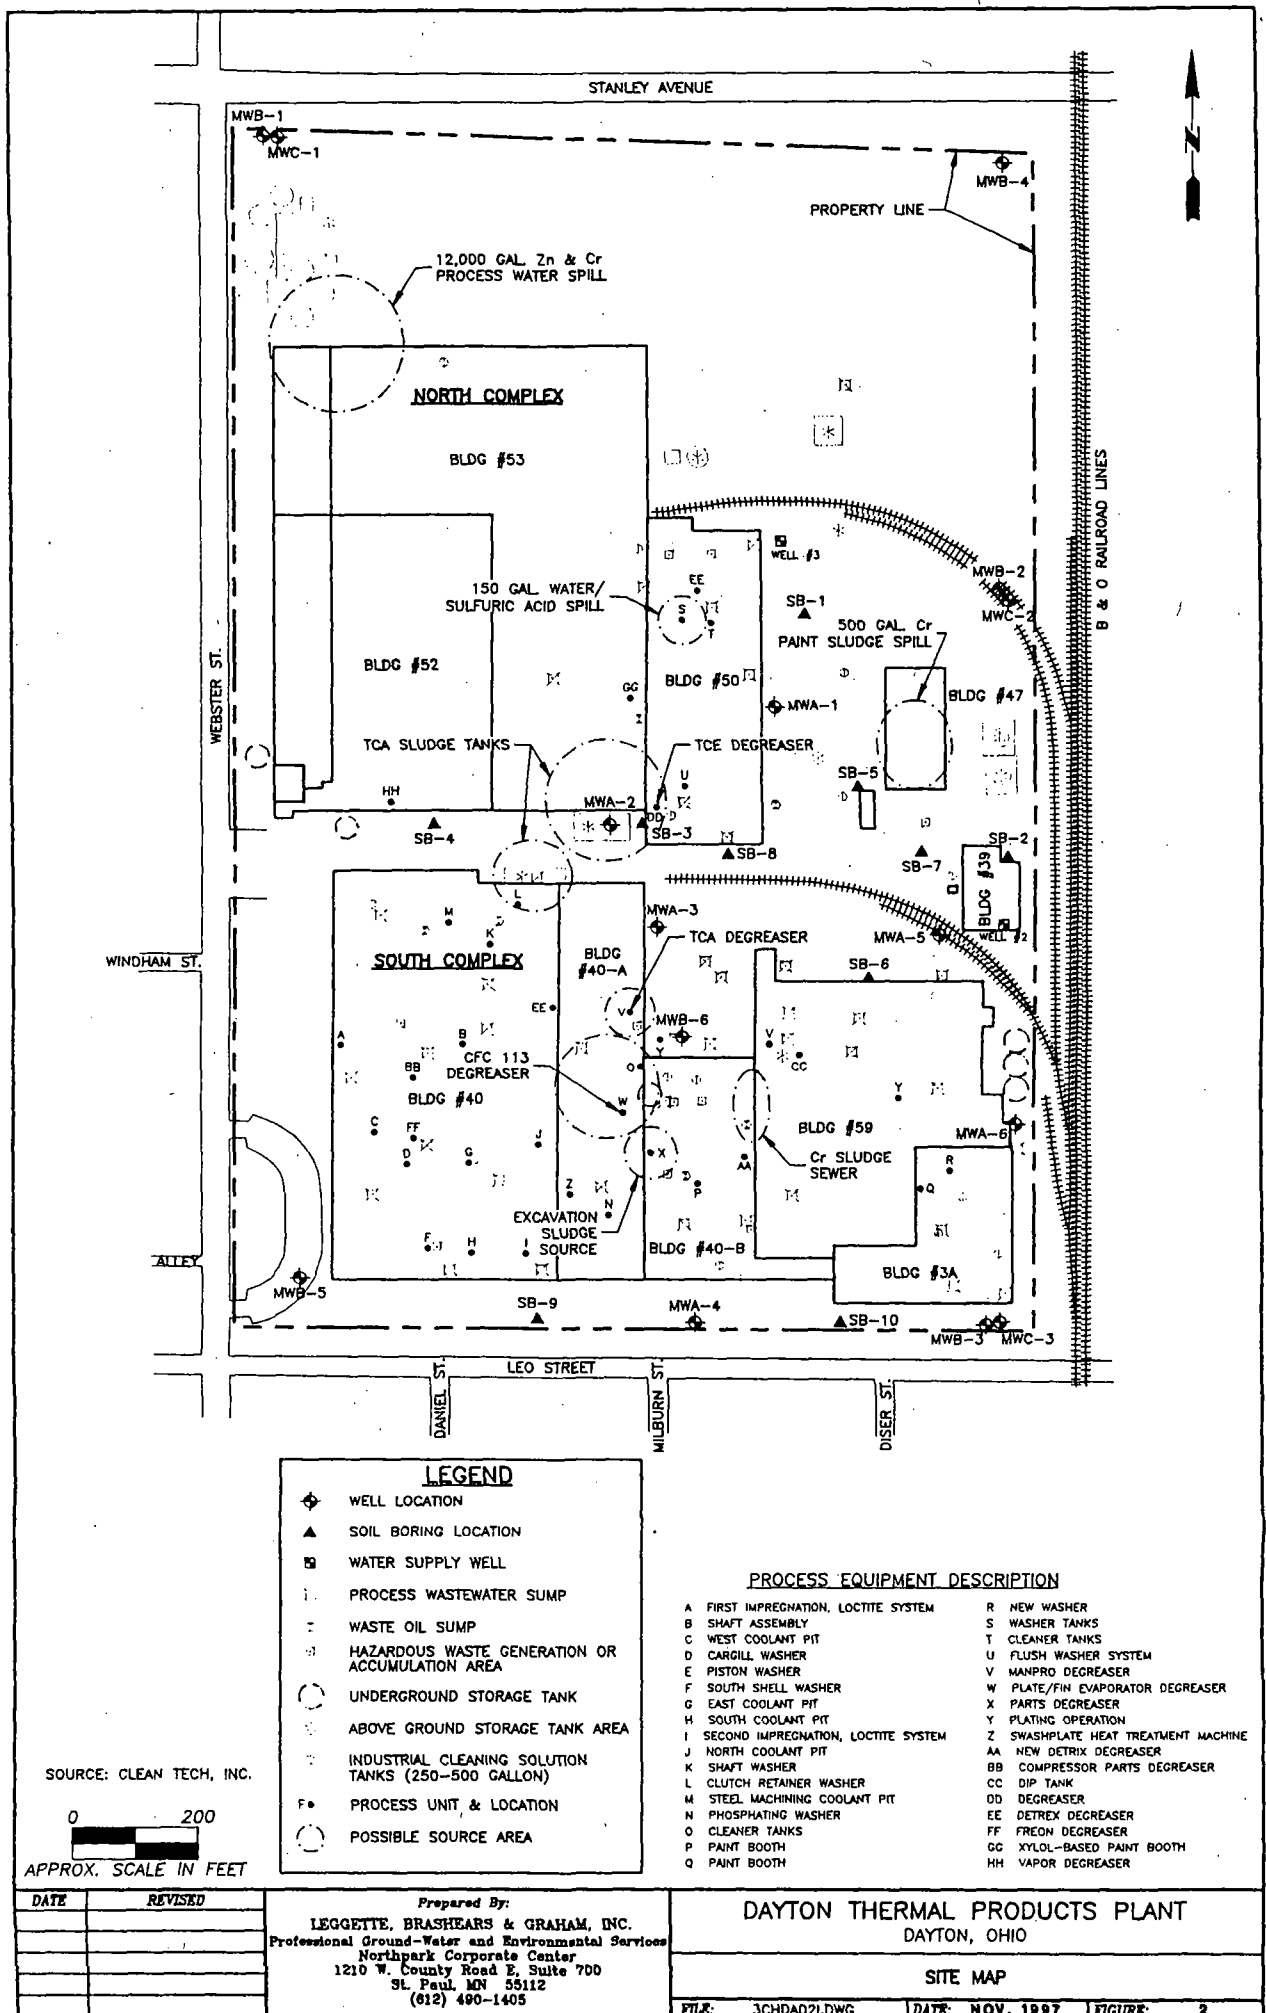 STANLEY AVENUE
MWB-1
MWC-1
MWB-4
PROPERTY LINE
N
12,000 GAL. Zn & Cr
PROCESS WATER SPILL
NORTH COMPLEX
BLDG #53
B & O RAILROAD LINES
WELL #3
MWB-2
MWC-2
EE
150 GAL. WATER/
SULFURIC ACID SPILL
S
T
SB-1
500 GAL. Cr
PAINT SLUDGE SPILL
WEBSTER ST.
BLDG #52
BLDG #50
BLDG #47
GG
MWA-1
TCA SLUDGE TANKS
TCE DEGREASER
U
SB-5
HH
MWA-2
DD
SB-4
SB-3
SB-8
SB-7
SB-2
BLDG #39
L
M
K
MWA-3
MWA-5
WELL #2
WINDHAM ST.
SOUTH COMPLEX
BLDG
#40-A
TCA DEGREASER
SB-6
EE
V
MWB-6
Y
A
B
V
CC
CFC 113
DEGREASER
BB
O
BLDG #40
W
Y
BLDG #59
MWA-6
C
FF
D
G
J
X
AA
Cr SLUDGE
SEWER
R
Q
Z
P
N
EXCAVATION
SLUDGE
SOURCE
F
H
I
BLDG #40-B
BLDG #3A
ALLEY
MWB-5
SB-9
MWA-4
SB-10
MWB-3
MWC-3
LEO STREET
DANIEL ST.
MILBURN ST.
DISER ST.
LEGEND
WELL LOCATION
SOIL BORING LOCATION
WATER SUPPLY WELL
PROCESS WASTEWATER SUMP
WASTE OIL SUMP
HAZARDOUS WASTE GENERATION OR
ACCUMULATION AREA
UNDERGROUND STORAGE TANK
ABOVE GROUND STORAGE TANK AREA
INDUSTRIAL CLEANING SOLUTION
TANKS (250-500 GALLON)
F PROCESS UNIT & LOCATION
POSSIBLE SOURCE AREA
SOURCE: CLEAN TECH, INC.
0 200
APPROX. SCALE IN FEET
PROCESS EQUIPMENT DESCRIPTION
A FIRST IMPREGNATION, LOCTITE SYSTEM
B SHAFT ASSEMBLY
C WEST COOLANT PIT
D CARGILL WASHER
E PISTON WASHER
F SOUTH SHELL WASHER
G EAST COOLANT PIT
H SOUTH COOLANT PIT
I SECOND IMPREGNATION, LOCTITE SYSTEM
J NORTH COOLANT PIT
K SHAFT WASHER
L CLUTCH RETAINER WASHER
M STEEL MACHINING COOLANT PIT
N PHOSPHATING WASHER
O CLEANER TANKS
P PAINT BOOTH
Q PAINT BOOTH
R NEW WASHER
S WASHER TANKS
T CLEANER TANKS
U FLUSH WASHER SYSTEM
V MANPRO DEGREASER
W PLATE/FIN EVAPORATOR DEGREASER
X PARTS DEGREASER
Y PLATING OPERATION
Z SWASHPLATE HEAT TREATMENT MACHINE
AA NEW DETRIX DEGREASER
BB COMPRESSOR PARTS DEGREASER
CC DIP TANK
DD DEGREASER
EE DETREX DEGREASER
FF FREON DEGREASER
GG XYLOL-BASED PAINT BOOTH
HH VAPOR DEGREASER
DATE REVISED
Prepared By:
LEGGETTE, BRASHEARS & GRAHAM, INC.
Professional Ground-Water and Environmental Services
Northpark Corporate Center
1210 W. County Road E, Suite 700
St. Paul, MN 55112
(612) 490-1405
DAYTON THERMAL PRODUCTS PLANT
DAYTON, OHIO
SITE MAP
FILE: 3CHDA02I.DWG DATE: NOV. 1997 FIGURE: 2